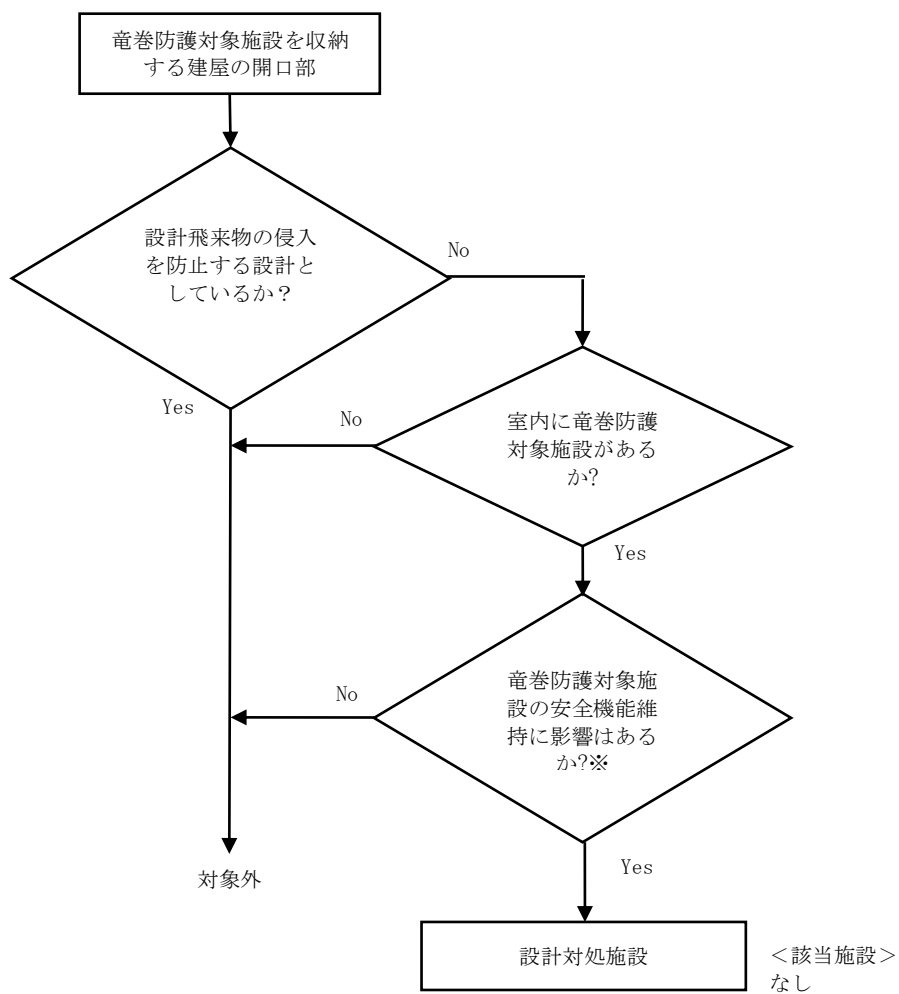 竜巻防護対象施設を収納
する建屋の開口部
設計飛来物の侵入
を防止する設計と
しているか？
No
Yes
No
室内に竜巻防護
対象施設がある
か?
Yes
No
竜巻防護対象施
設の安全機能維
持に影響はある
か?※
Yes
対象外
設計対処施設
＜該当施設＞
なし